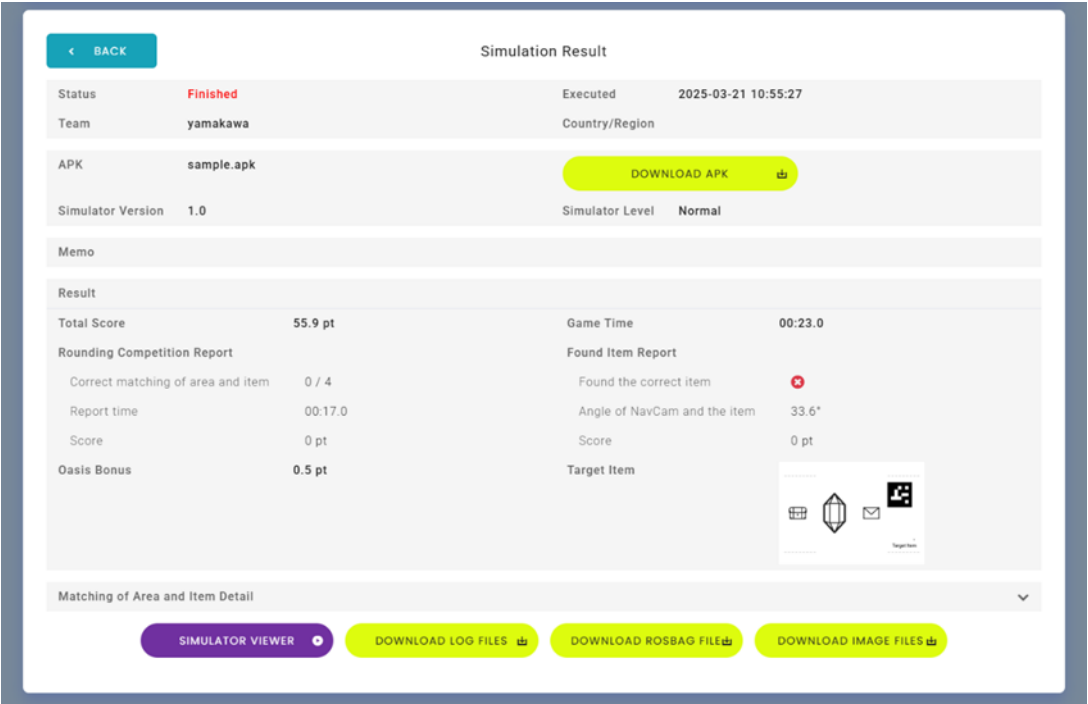 BACK
Simulation Result
Status Finished Executed 2025-03-21 10:55:27
Team yamakawa Country/Region
APK sample.apk DOWNLOAD APK
Simulator Version 1.0 Simulator Level Normal
Memo
Result
Total Score 55.9 pt Game Time 00:23.0
Rounding Competition Report Found Item Report
Correct matching of area and item 0 / 4 Found the correct item
Report time 00:17.0 Angle of NavCam and the item 33.6°
Score 0 pt Score 0 pt
Oasis Bonus 0.5 pt Target Item
Target Item
Matching of Area and Item Detail
SIMULATOR VIEWER DOWNLOAD LOG FILES DOWNLOAD ROSBAG FILE DOWNLOAD IMAGE FILES